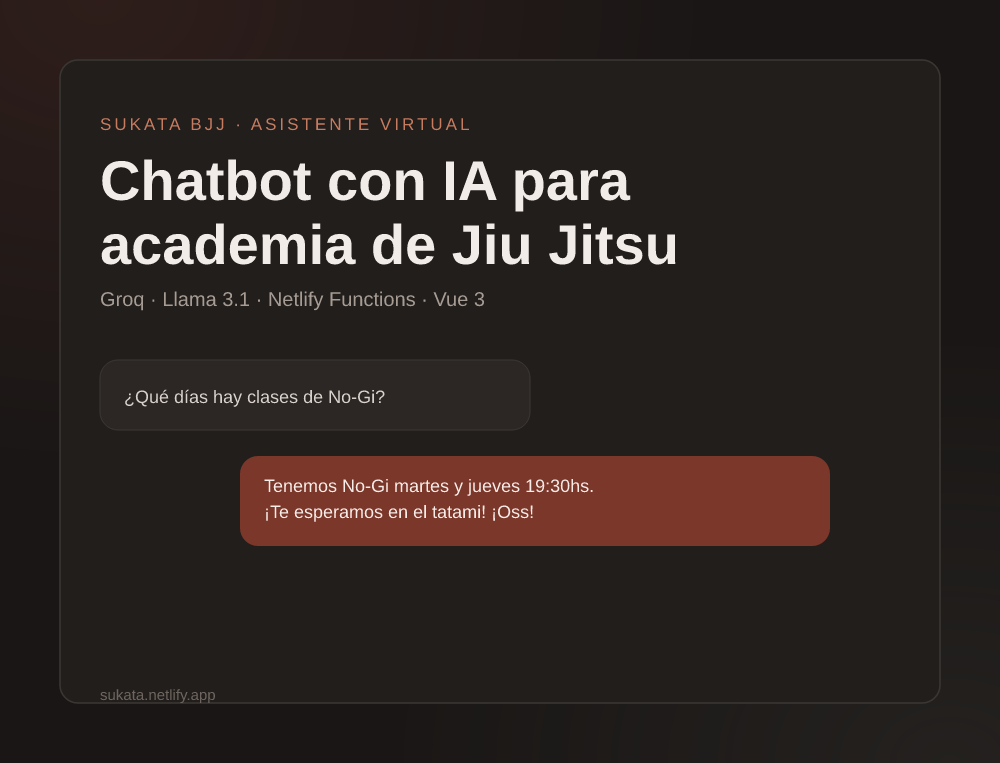 SUKATA BJJ · ASISTENTE VIRTUAL
Chatbot con IA para
academia de Jiu Jitsu
Groq · Llama 3.1 · Netlify Functions · Vue 3
¿Qué días hay clases de No-Gi?
Tenemos No-Gi martes y jueves 19:30hs.
¡Te esperamos en el tatami! ¡Oss!
sukata.netlify.app